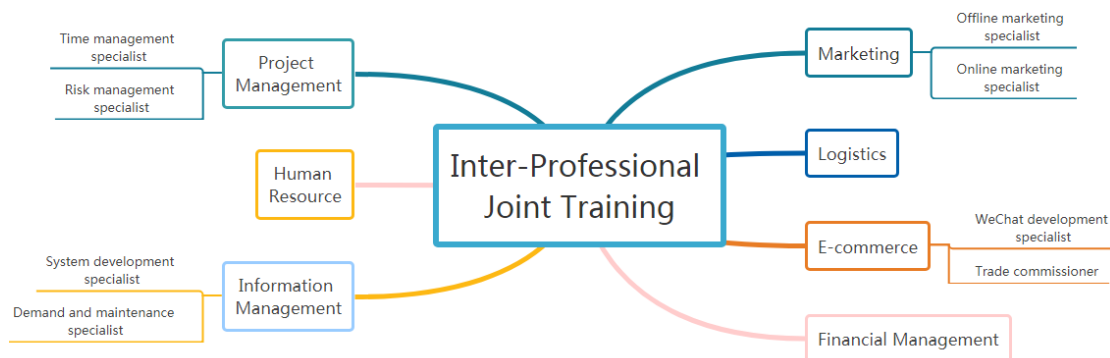 Inter-Professional
Joint Training
Project
Management
Time management
specialist
Risk management
specialist
Human
Resource
Information
Management
System development
specialist
Demand and maintenance
specialist
Marketing
Offline marketing
specialist
Online marketing
specialist
Logistics
E-commerce
WeChat development
specialist
Trade commissioner
Financial Management